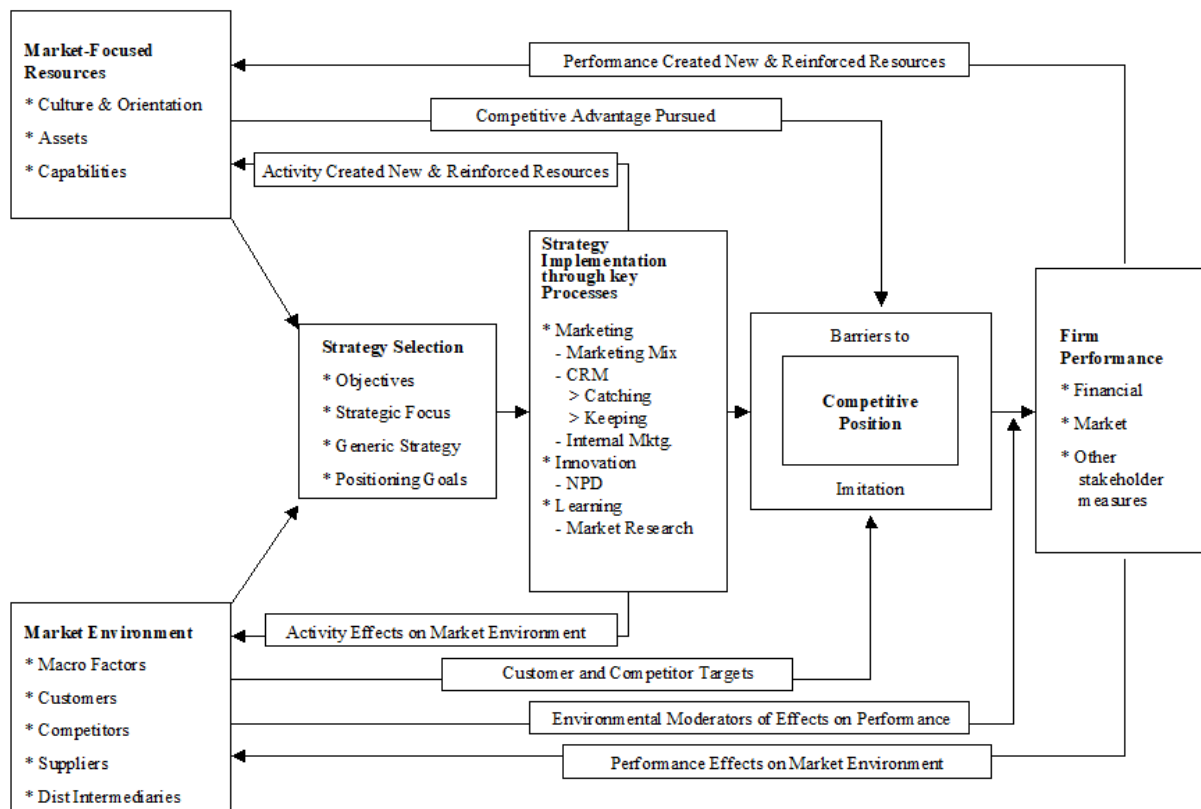 Market-Focused
Resources
* Culture & Orientation
* Assets
* Capabilities
Performance Created New & Reinforced Resources
Competitive Advantage Pursued
Activity Created New & Reinforced Resources
Strategy Selection
* Objectives
* Strategic Focus
* Generic Strategy
* Positioning Goals
Strategy
Implementation
through key
Processes
* Marketing
- Marketing Mix
- CRM
> Catching
> Keeping
- Internal Mktg.
* Innovation
- NPD
* Learning
- Market Research
Barriers to
Competitive
Position
Imitation
Firm
Performance
* Financial
* Market
* Other
stakeholder
measures
Market Environment
* Macro Factors
* Customers
* Competitors
* Suppliers
* Dist Intermediaries
Activity Effects on Market Environment
Customer and Competitor Targets
Environmental Moderators of Effects on Performance
Performance Effects on Market Environment